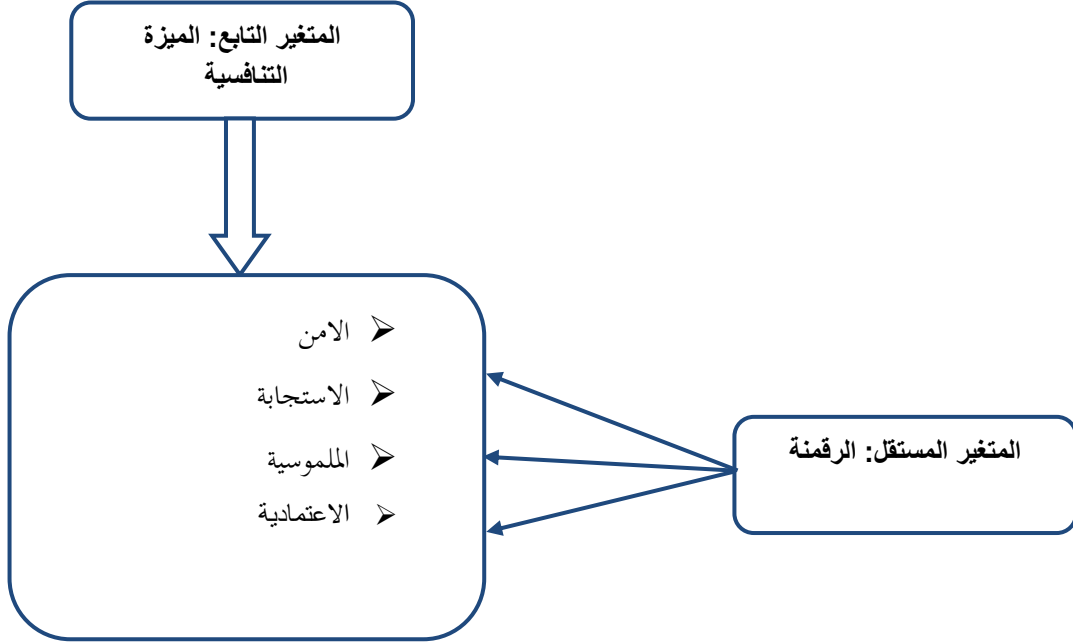 المتغير التابع: الميزة
التنافسية
الامن
الاستجابة
الملموسية
الاعتمادية
المتغير المستقل: الرقمنة